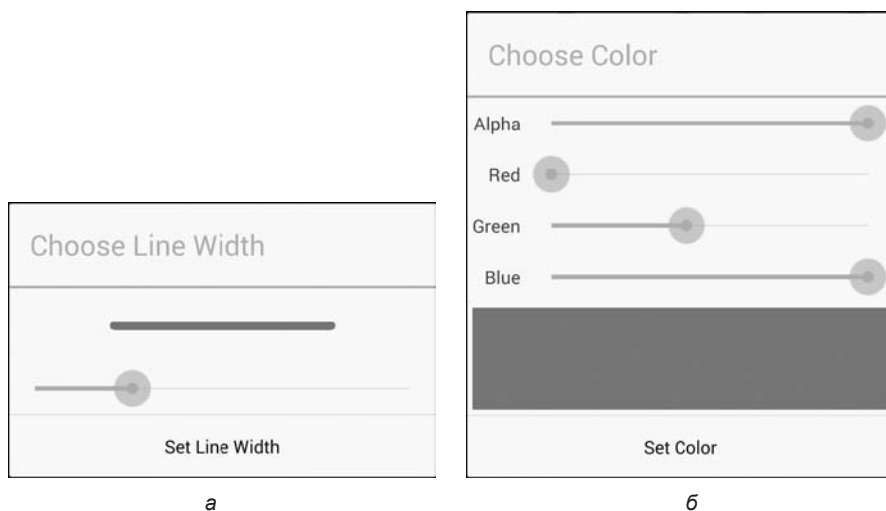 Choose Line Width
Set Line Width
а
Choose Color
Alpha
Red
Green
Blue
Set Color
б